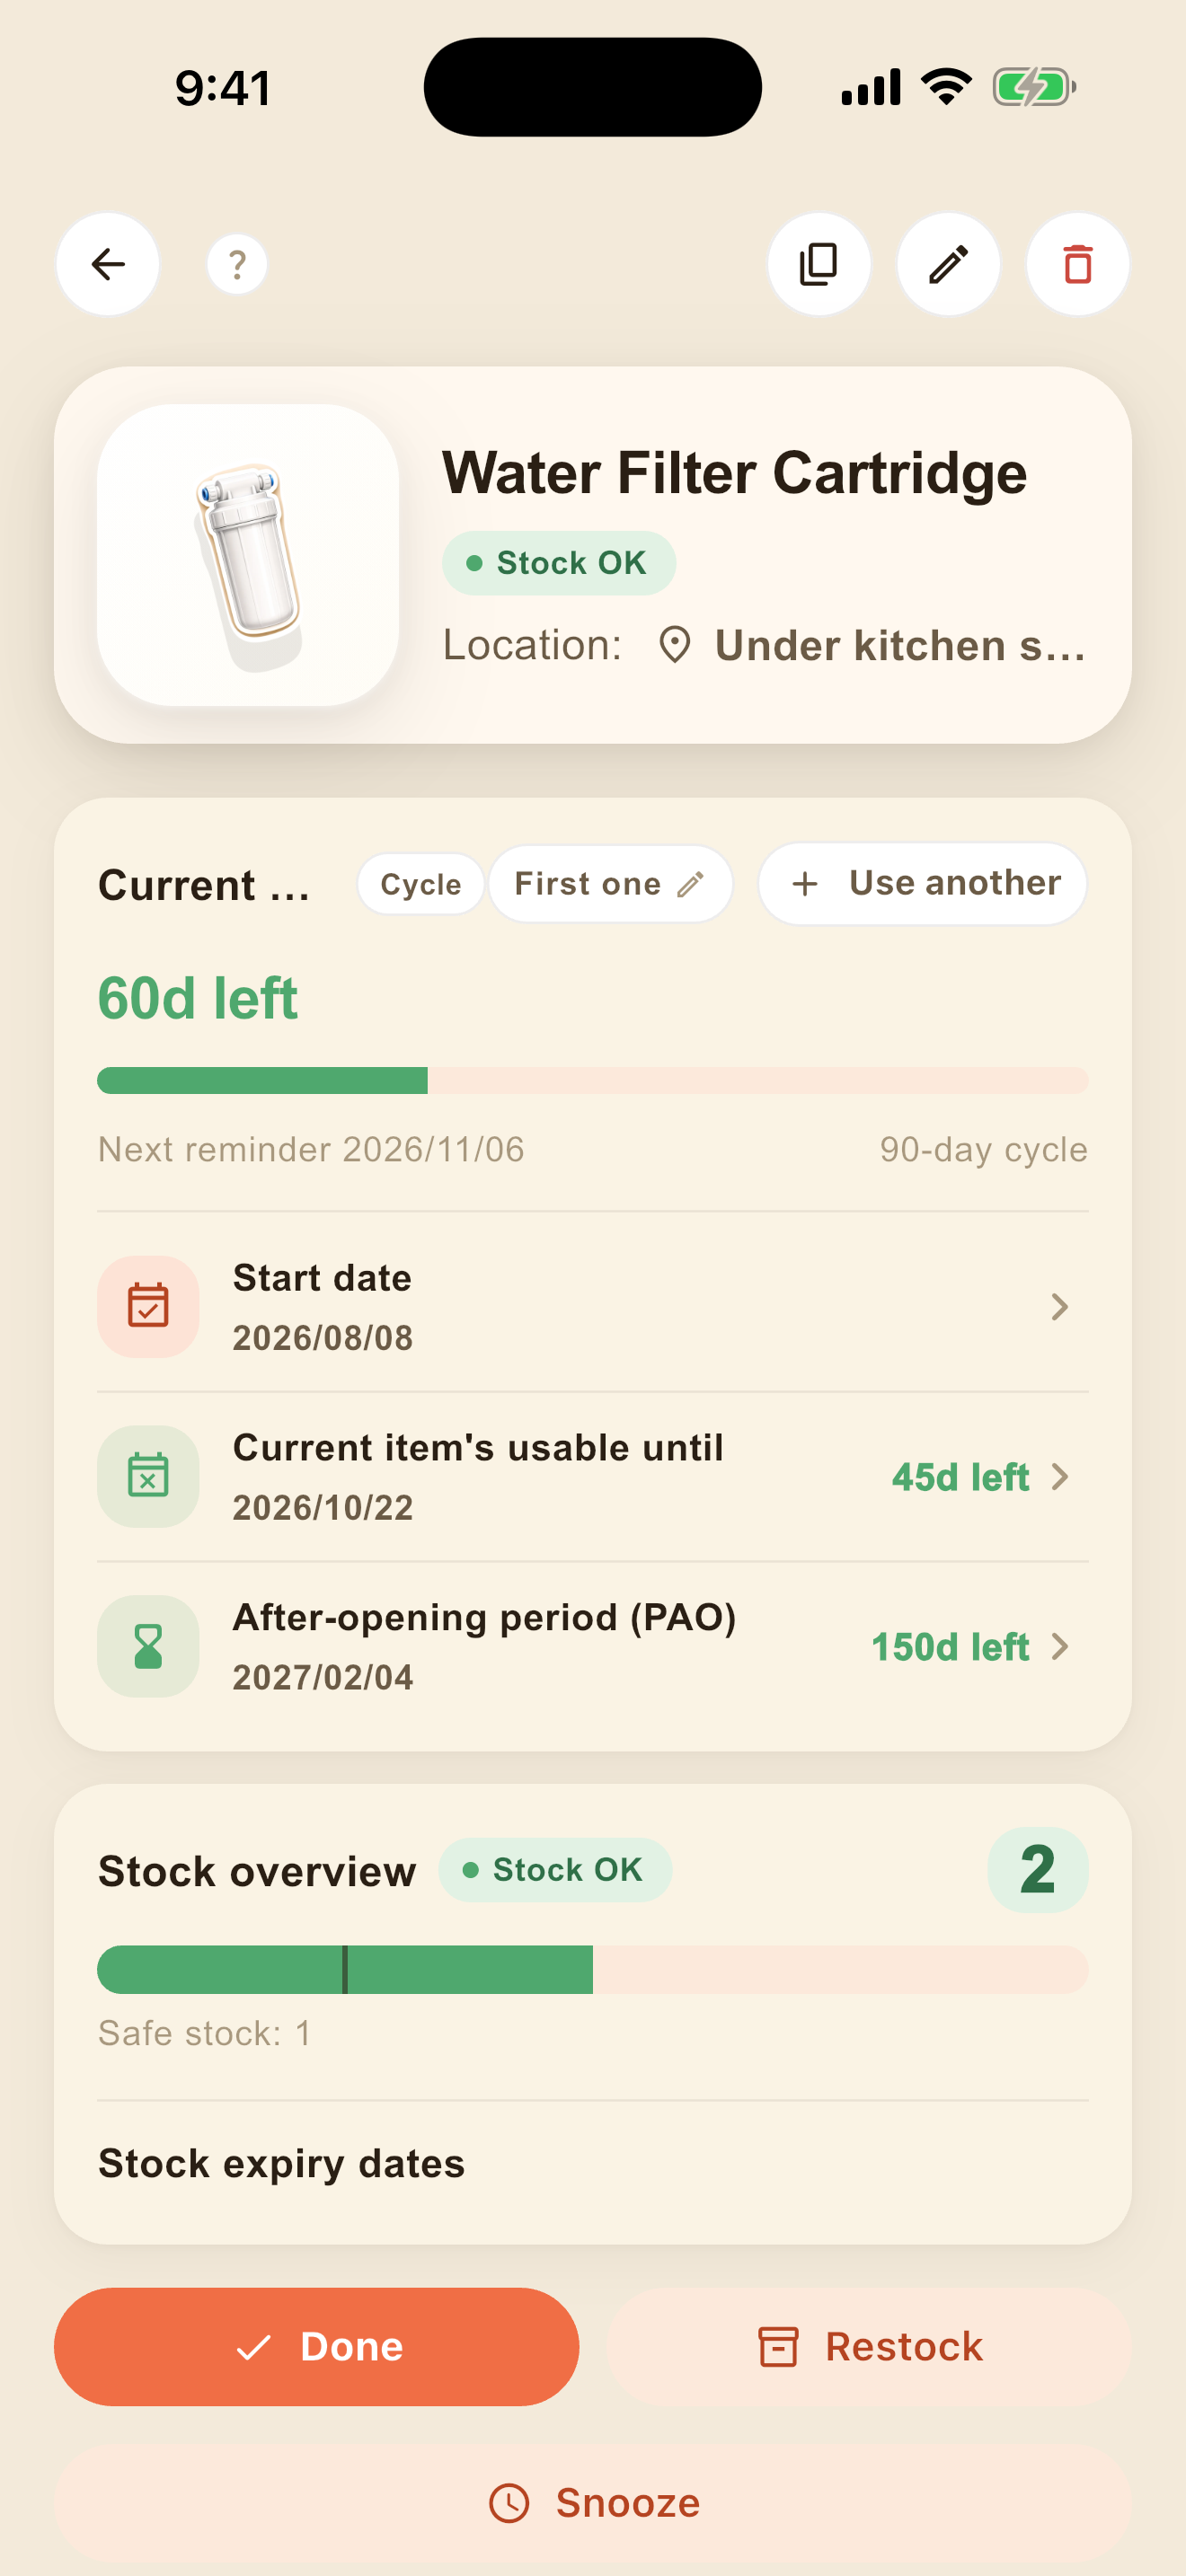 9:41
?
Water Filter Cartridge
Stock OK
Location: Under kitchen s...
Current ... Cycle First one Use another
60d left
Next reminder 2026/11/06 90-day cycle
Start date
2026/08/08
Current item's usable until
2026/10/22
45d left
After-opening period (PAO)
2027/02/04
150d left
Stock overview Stock OK 2
Safe stock: 1
Stock expiry dates
Done Restock
Snooze